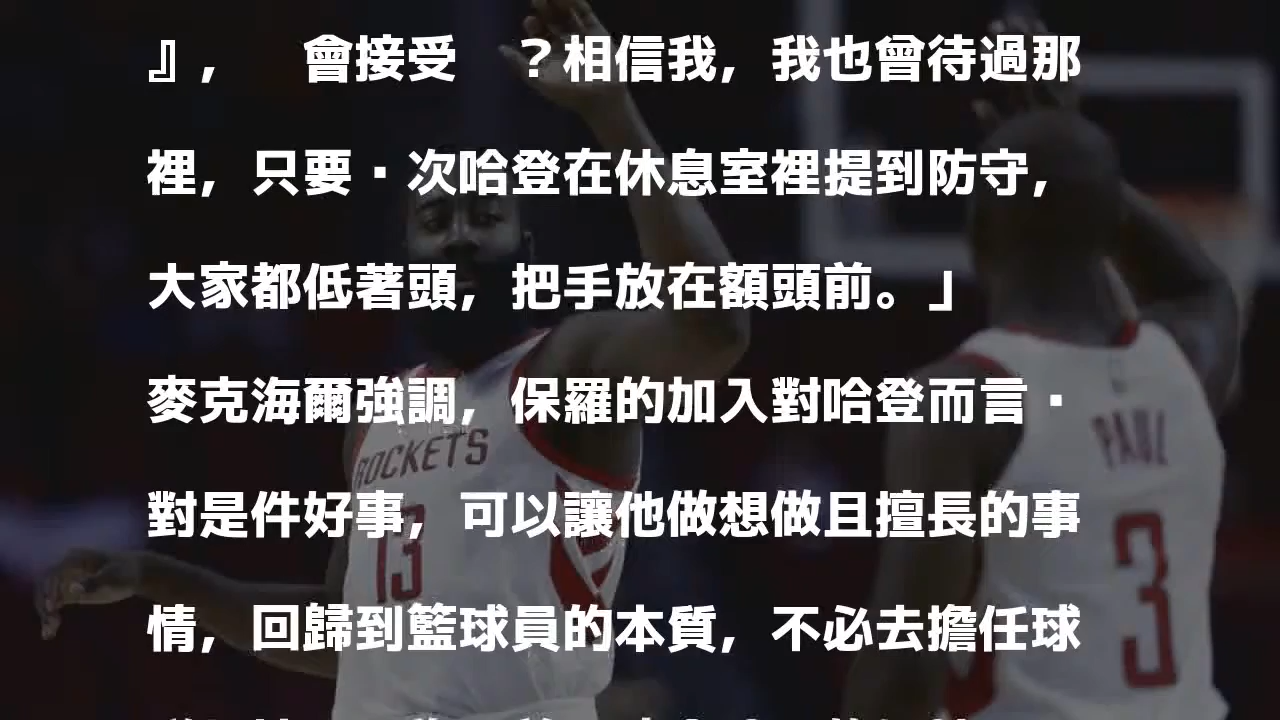 』， 會接受 ？相信我，我也曾待過那
裡，只要·次哈登在休息室裡提到防守，
大家都低著頭，把手放在額頭前。」
麥克海爾強調，保羅的加入對哈登而言·
對是件好事，可以讓他做想做且擅長的事
情，回歸到籃球員的本質，不必去擔任球
ROCKETS
13
PAUL
3